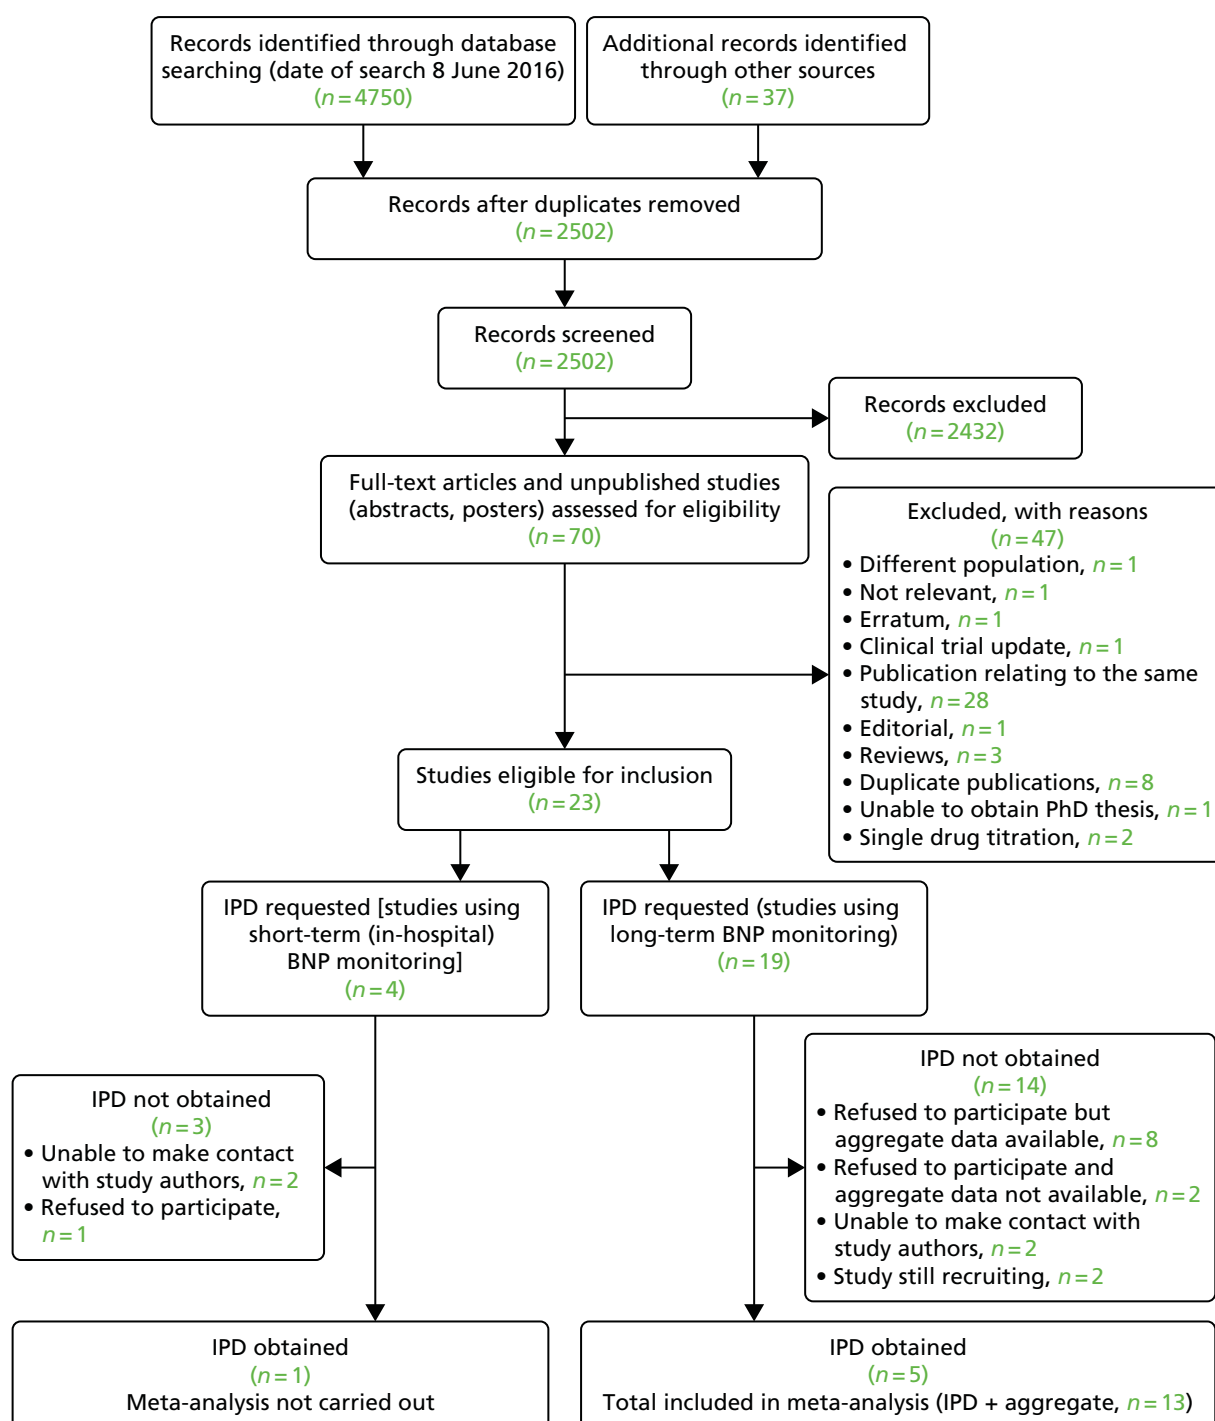 Records identified through database
searching (date of search 8 June 2016)
(n=4750)
Additional records identified
through other sources
(n=37)
Records after duplicates removed
(n=2502)
Records screened
(n=2502)
Records excluded
(n=2432)
Full-text articles and unpublished studies
(abstracts, posters) assessed for eligibility
(n=70)
Excluded, with reasons
(n=47)
• Different population, n=1
• Not relevant, n=1
• Erratum, n=1
• Clinical trial update, n=1
• Publication relating to the same
study, n=28
• Editorial, n=1
• Reviews, n=3
• Duplicate publications, n=8
• Unable to obtain PhD thesis, n=1
• Single drug titration, n=2
Studies eligible for inclusion
(n=23)
IPD requested [studies using
short-term (in-hospital)
BNP monitoring]
(n=4)
IPD requested (studies using
long-term BNP monitoring)
(n=19)
IPD not obtained
(n=3)
• Unable to make contact
with study authors, n=2
• Refused to participate,
n=1
IPD not obtained
(n=14)
• Refused to participate but
aggregate data available, n=8
• Refused to participate and
aggregate data not available, n=2
• Unable to make contact with
study authors, n=2
• Study still recruiting, n=2
IPD obtained
(n=1)
Meta-analysis not carried out
IPD obtained
(n=5)
Total included in meta-analysis (IPD + aggregate, n=13)